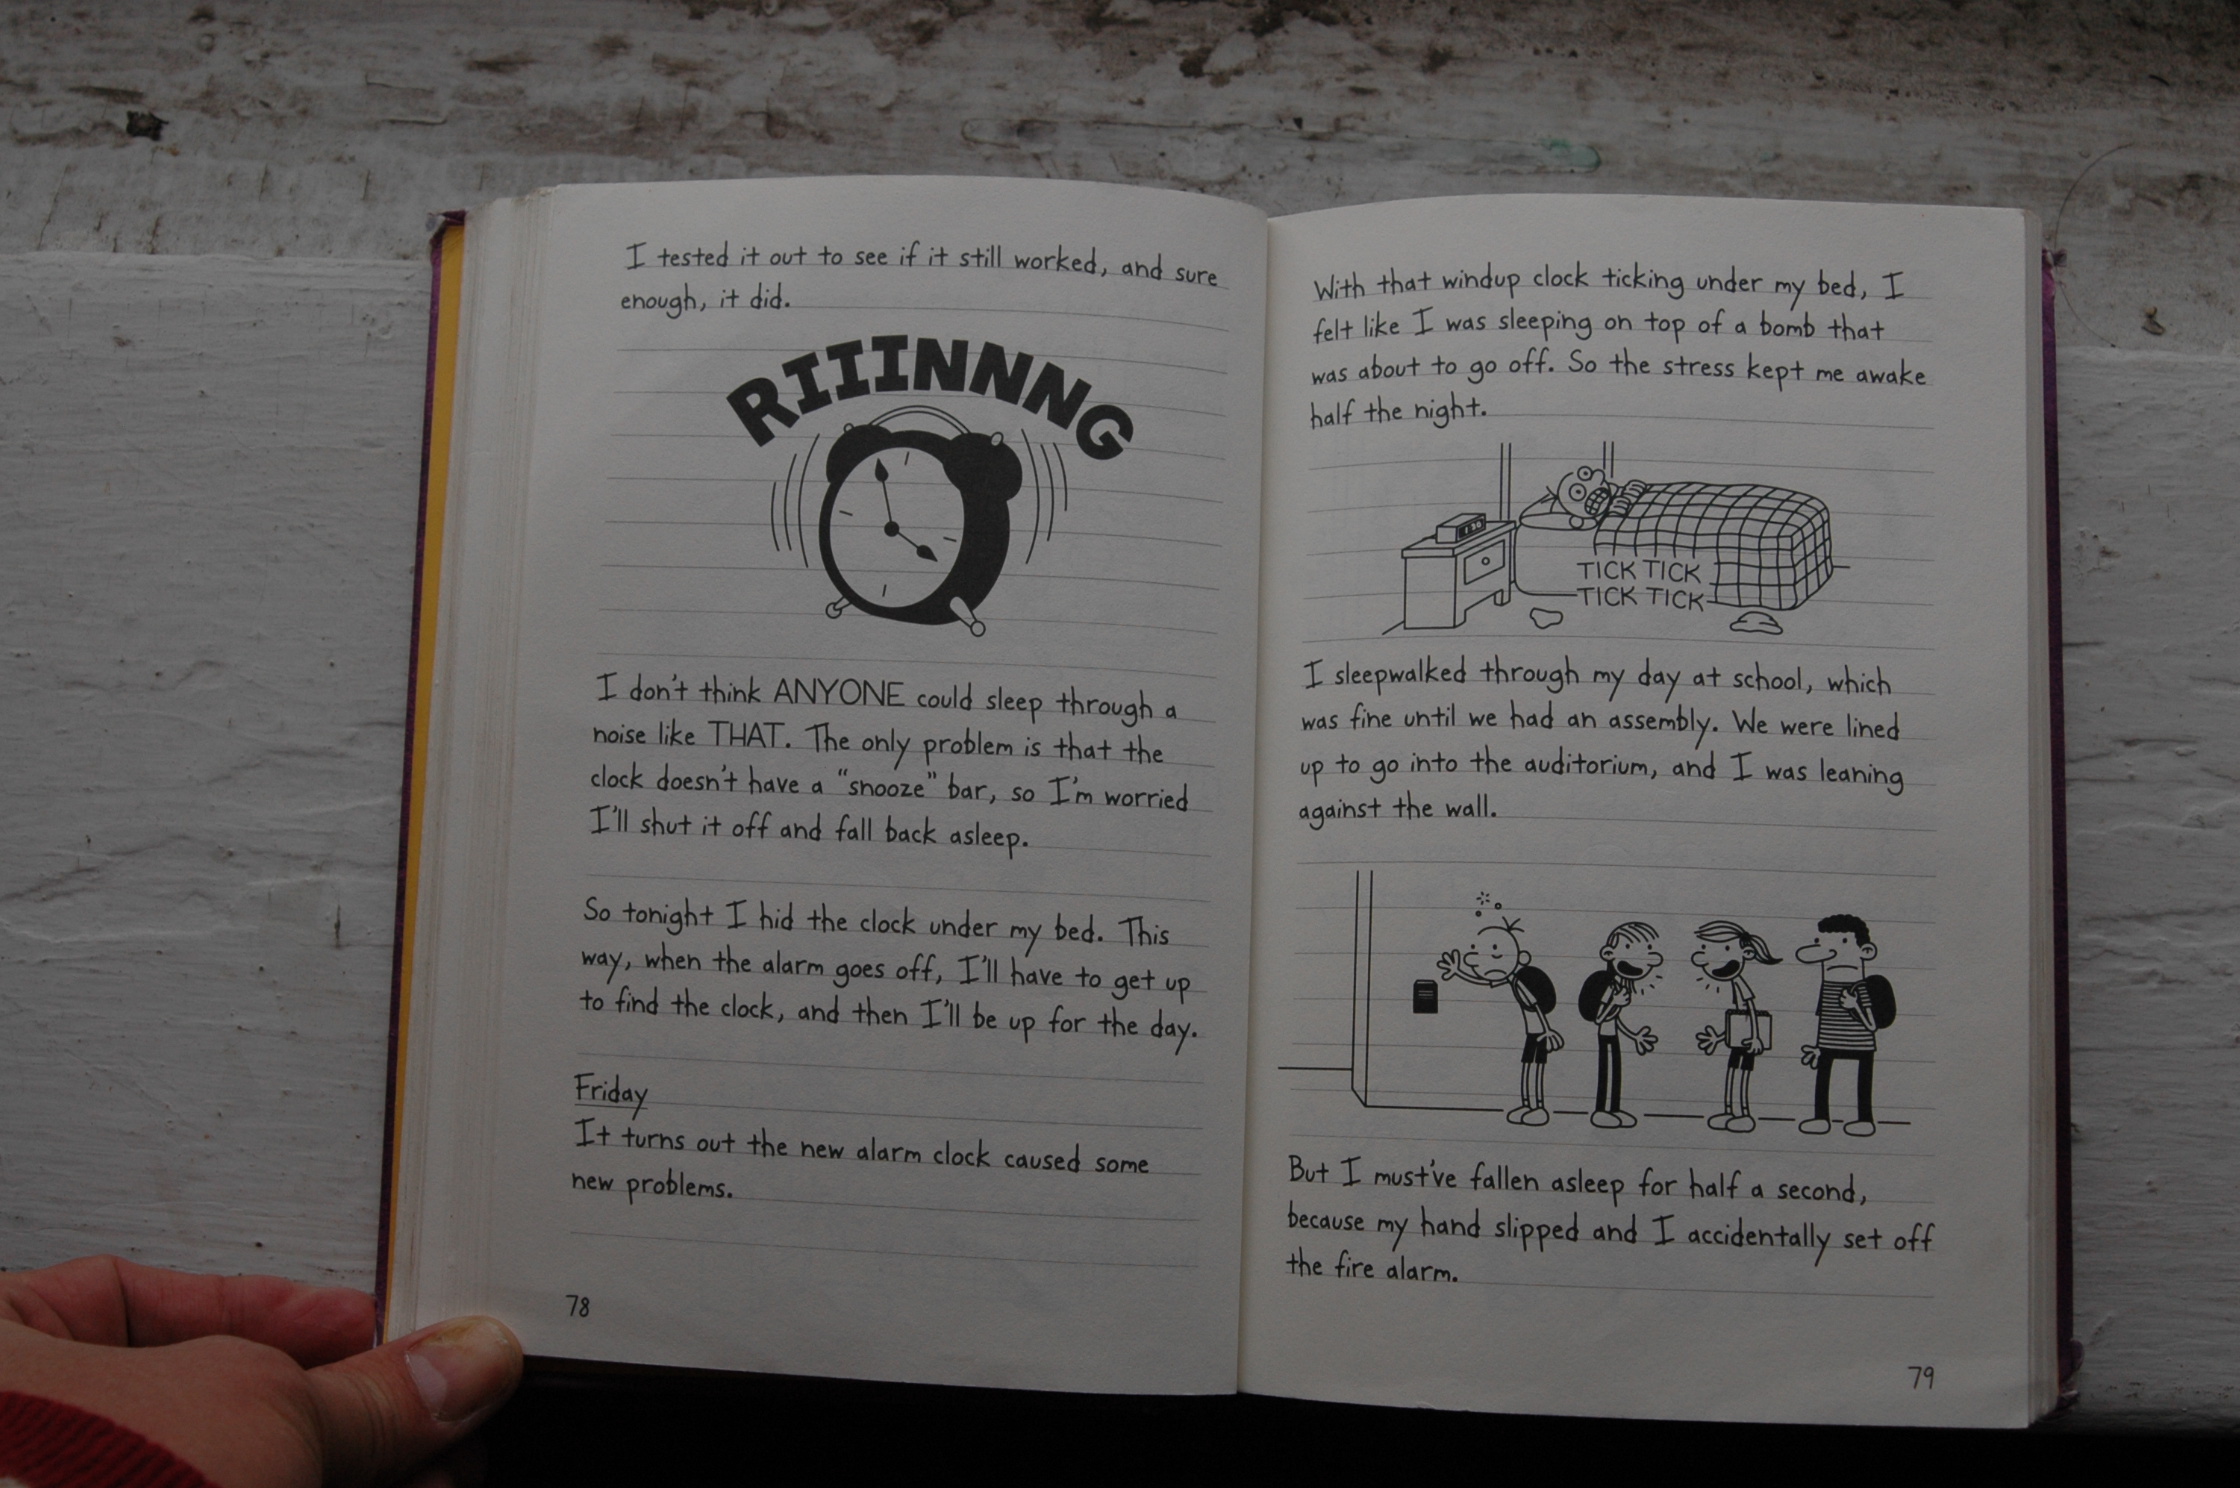 I tested it out to see if it still worked, and sure
enough, it did.
RIIINNNG
I don't think ANYONE could sleep through a
noise like THAT. The only problem is that the
clock doesn't have a "snooze" bar, so I'm worried
I'll shut it off and fall back asleep.
So tonight I hid the clock under my bed. This
way, when the alarm goes off, I'll have to get up
to find the clock, and then I'll be up for the day.
Friday
It turns out the new alarm clock caused some
new problems.
78
With that windup clock ticking under my bed, I
felt like I was sleeping on top of a bomb that
was about to go off. So the stress kept me awake
half the night.
TICK TICK
TICK TICK
I sleepwalked through my day at school, which
was fine until we had an assembly. We were lined
up to go into the auditorium, and I was leaning
against the wall.
But I must've fallen asleep for half a second,
because my hand slipped and I accidentally set off
the fire alarm.
79